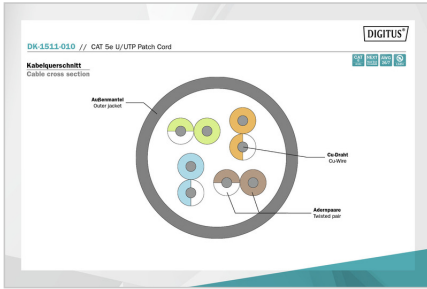 DIGITUS®
DK-1511-010 // CAT 5e U/UTP Patch Cord
Kabelquerschnitt
Cable cross section
Außenmantel
Outer jacket
Cu-Draht
Cu-Wire
Aderspaare
Twisted pair